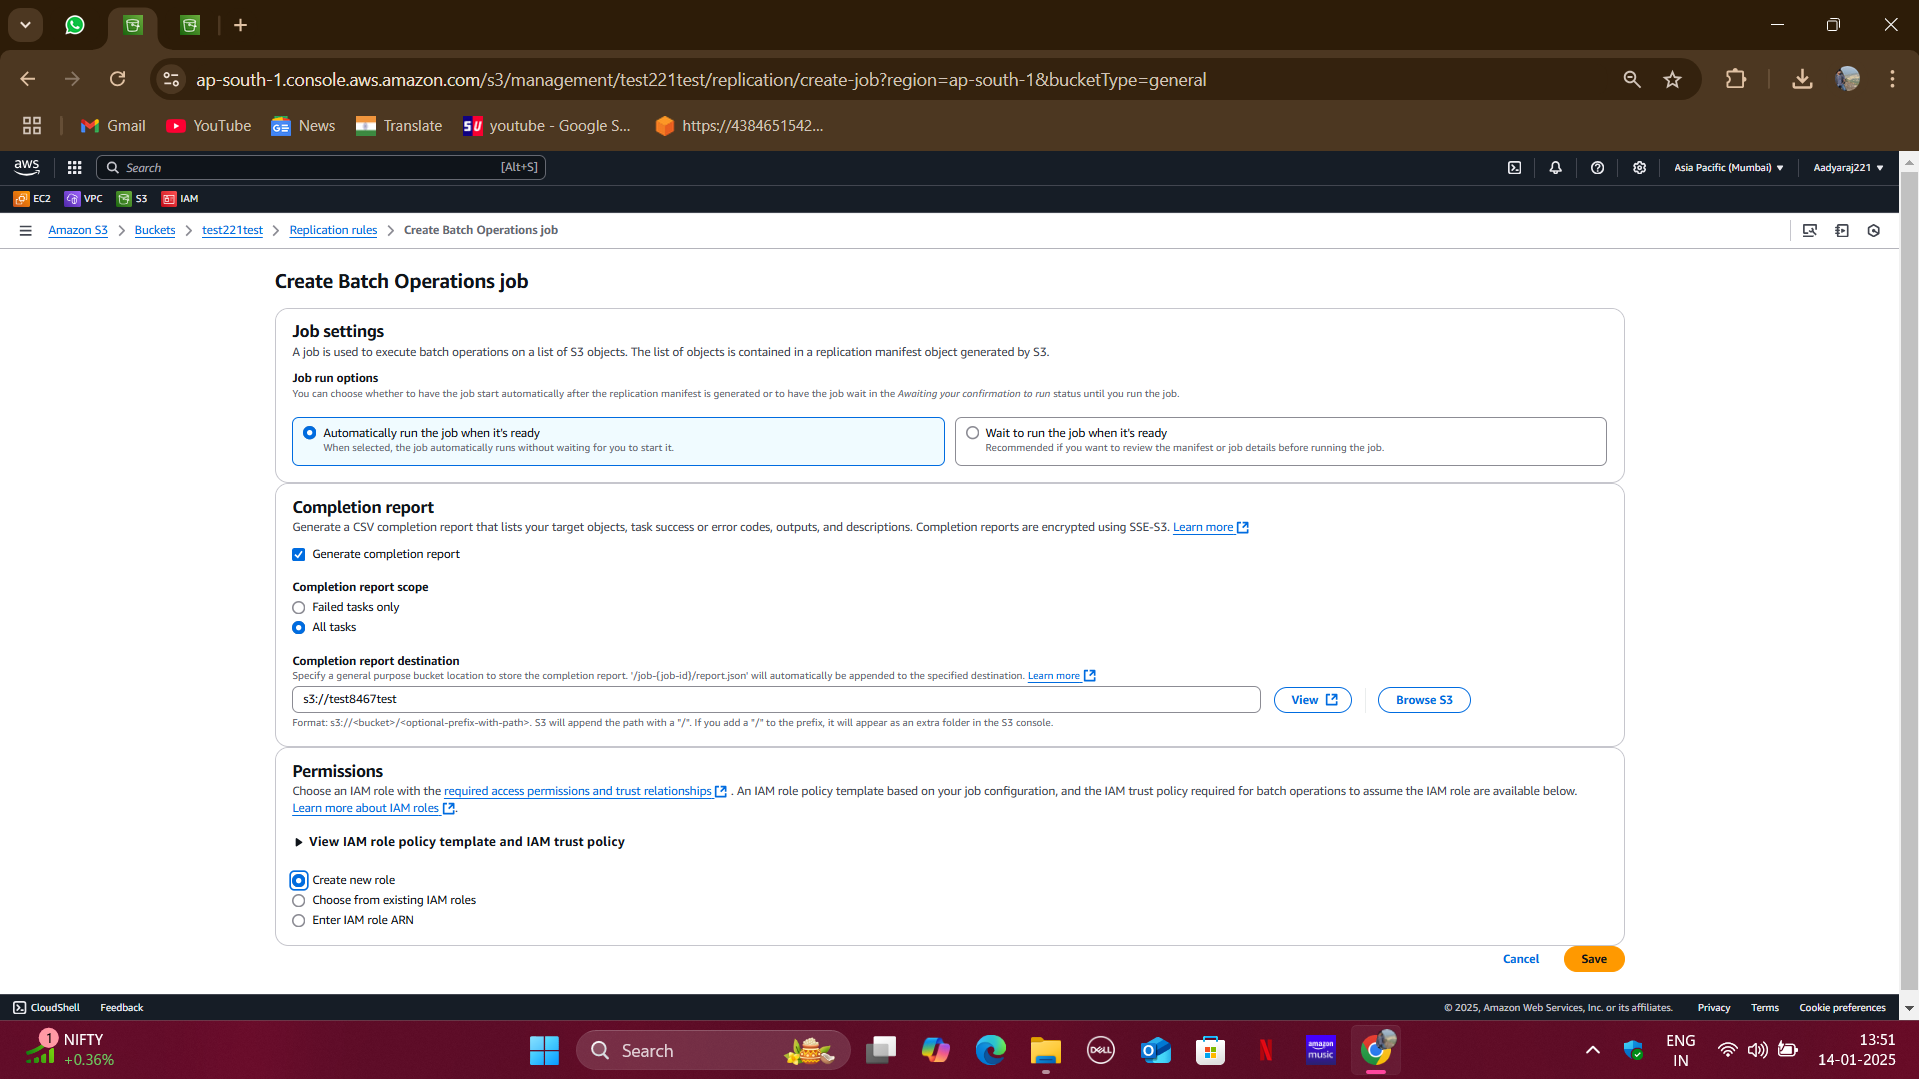 ap-south-1.console.aws.amazon.com/s3/management/test221test/replication/create-job?region=ap-south-1&bucketType=general
Gmail YouTube News Translate youtube - Google S... https://4384651542...
aws Search [Alt+S] Asia Pacific (Mumbai) Aadyaraj221
EC2 VPC S3 IAM
Amazon S3 Buckets test221test Replication rules Create Batch Operations job
Create Batch Operations job
Job settings
A job is used to execute batch operations on a list of S3 objects. The list of objects is contained in a replication manifest object generated by S3.
Job run options
You can choose whether to have the job start automatically after the replication manifest is generated or to have the job wait in the Awaiting your confirmation to run status until you run the job.
Automatically run the job when it's ready
When selected, the job automatically runs without waiting for you to start it.
Wait to run the job when it's ready
Recommended if you want to review the manifest or job details before running the job.
Completion report
Generate a CSV completion report that lists your target objects, task success or error codes, outputs, and descriptions. Completion reports are encrypted using SSE-S3. Learn more
Generate completion report
Completion report scope
Failed tasks only
All tasks
Completion report destination
Specify a general purpose bucket location to store the completion report. '/job-{job-id}/report.json' will automatically be appended to the specified destination. Learn more
s3://test8467test View Browse S3
Format: s3://<bucket>/<optional-prefix-with-path>. S3 will append the path with a "/". If you add a "/" to the prefix, it will appear as an extra folder in the S3 console.
Permissions
Choose an IAM role with the required access permissions and trust relationships . An IAM role policy template based on your job configuration, and the IAM trust policy required for batch operations to assume the IAM role are available below.
Learn more about IAM roles .
View IAM role policy template and IAM trust policy
Create new role
Choose from existing IAM roles
Enter IAM role ARN
Cancel Save
CloudShell Feedback © 2025, Amazon Web Services, Inc. or its affiliates. Privacy Terms Cookie preferences
1 NIFTY
+0.36%
Search
DELL
amazon music
ENG
IN
13:51
14-01-2025